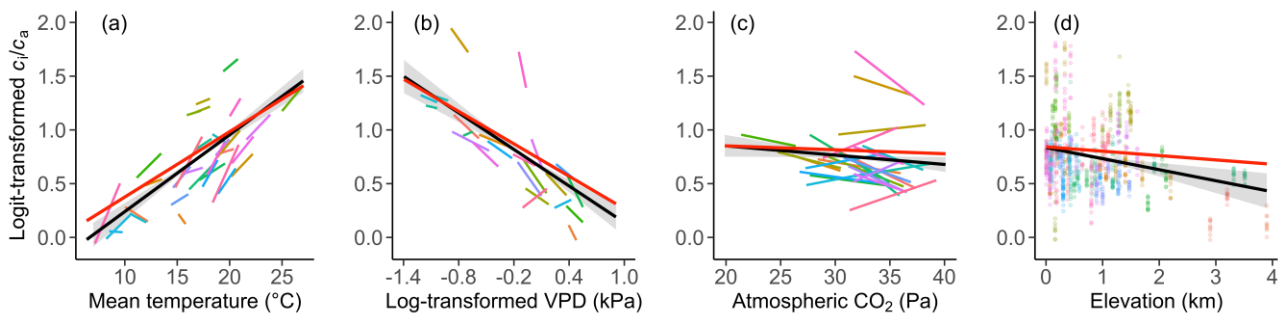 Logit-transformed ci/ca
(a)
2.0
1.5
1.0
0.5
0.0
10 15 20 25
Mean temperature (°C)
(b)
2.0
1.5
1.0
0.5
0.0
-1.4 -0.8 -0.2 0.4 1.0
Log-transformed VPD (kPa)
(c)
2.0
1.5
1.0
0.5
0.0
20 25 30 35 40
Atmospheric CO₂ (Pa)
(d)
2.0
1.5
1.0
0.5
0.0
0 1 2 3 4
Elevation (km)